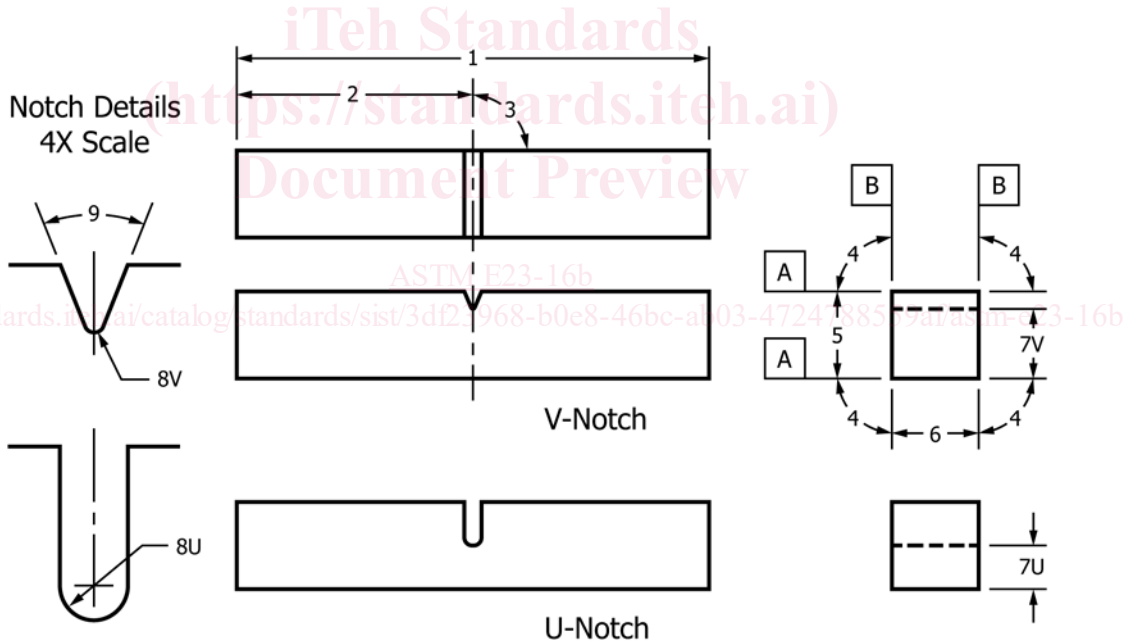 iTeh Standards
(https://standards.iteh.ai)
Document Preview
ASTM E23-16b
Notch Details
4X Scale
1
2
3
9
8V
8U
V-Notch
U-Notch
B
B
4
4
A
5
7V
A
4
6
4
7U